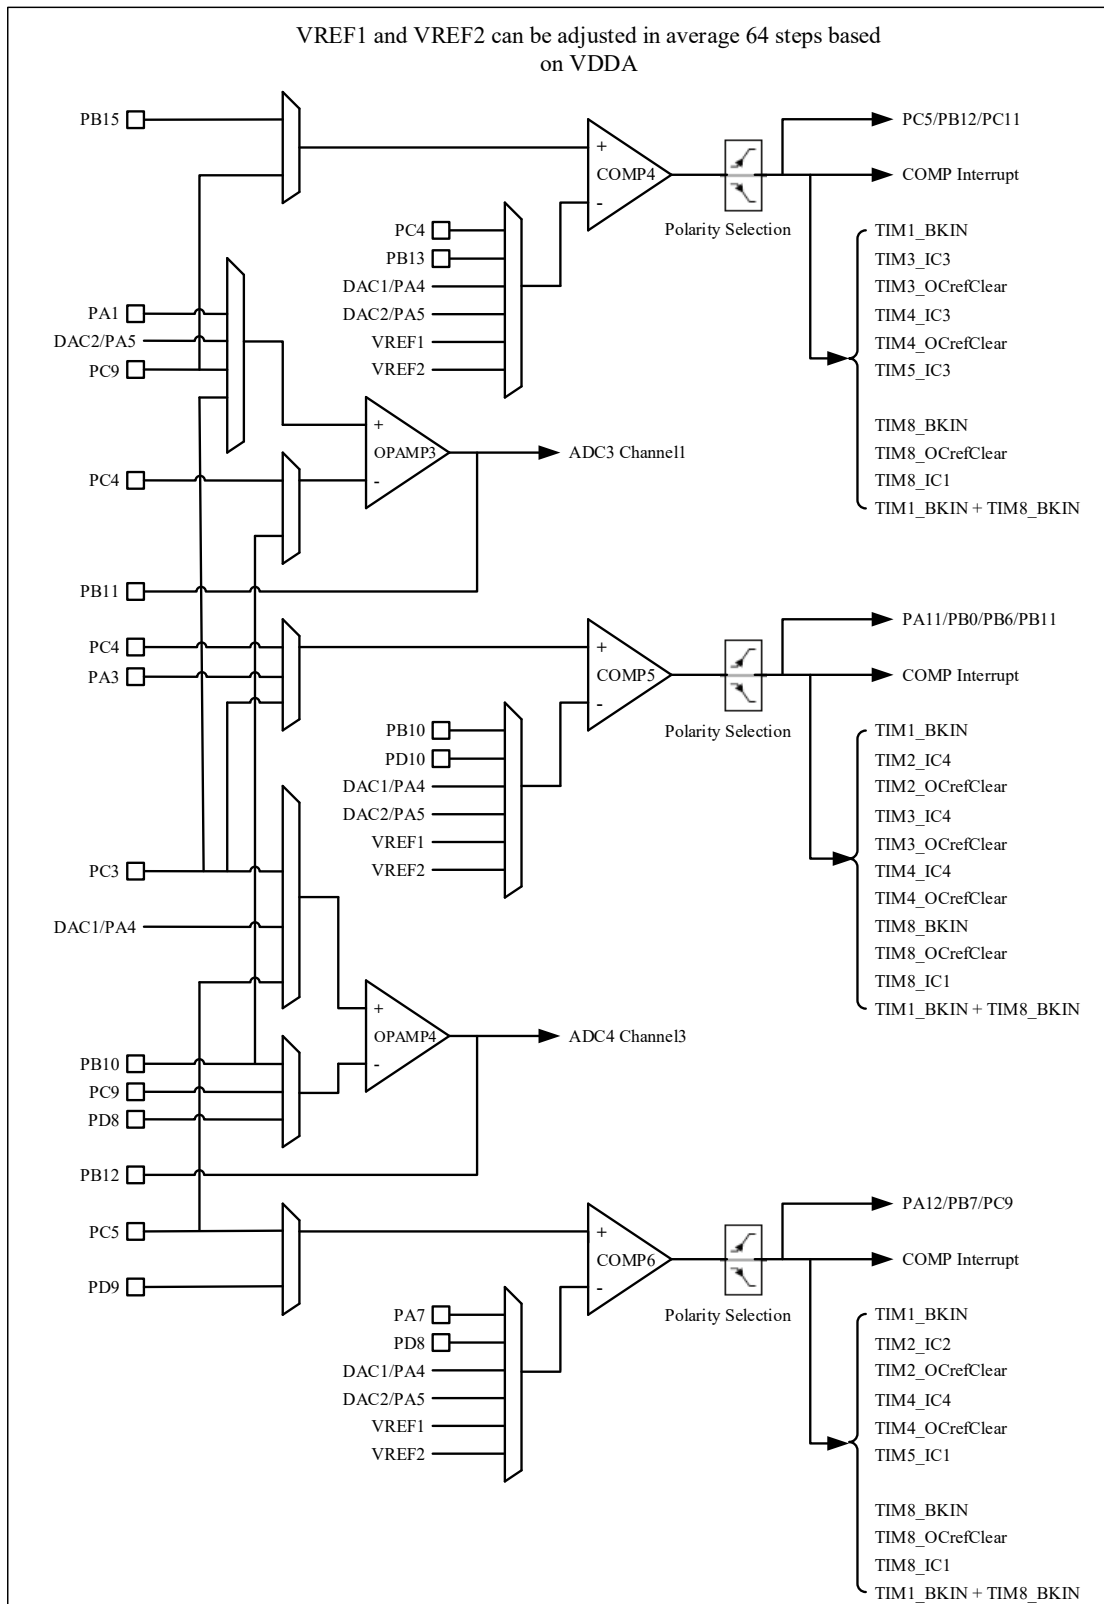 VREF1 and VREF2 can be adjusted in average 64 steps based
on VDDA
PB15
PC5/PB12/PC11
+
COMP4
-
COMP Interrupt
Polarity Selection
PC4
PB13
DAC1/PA4
DAC2/PA5
VREF1
VREF2
TIM1_BKIN
TIM3_IC3
TIM3_OCrefClear
TIM4_IC3
TIM4_OCrefClear
TIM5_IC3
TIM8_BKIN
TIM8_OCrefClear
TIM8_IC1
TIM1_BKIN + TIM8_BKIN
PA1
DAC2/PA5
PC9
+
OPAMP3
-
ADC3 Channel1
PC4
PB11
PC4
PA3
+
COMP5
-
PA11/PB0/PB6/PB11
COMP Interrupt
Polarity Selection
PB10
PD10
DAC1/PA4
DAC2/PA5
VREF1
VREF2
TIM1_BKIN
TIM2_IC4
TIM2_OCrefClear
TIM3_IC4
TIM3_OCrefClear
TIM4_IC4
TIM4_OCrefClear
TIM8_BKIN
TIM8_OCrefClear
TIM8_IC1
TIM1_BKIN + TIM8_BKIN
PC3
DAC1/PA4
+
OPAMP4
-
ADC4 Channel3
PB10
PC9
PD8
PB12
PC5
PD9
+
COMP6
-
PA12/PB7/PC9
COMP Interrupt
Polarity Selection
PA7
PD8
DAC1/PA4
DAC2/PA5
VREF1
VREF2
TIM1_BKIN
TIM2_IC2
TIM2_OCrefClear
TIM4_IC4
TIM4_OCrefClear
TIM5_IC1
TIM8_BKIN
TIM8_OCrefClear
TIM8_IC1
TIM1_BKIN + TIM8_BKIN